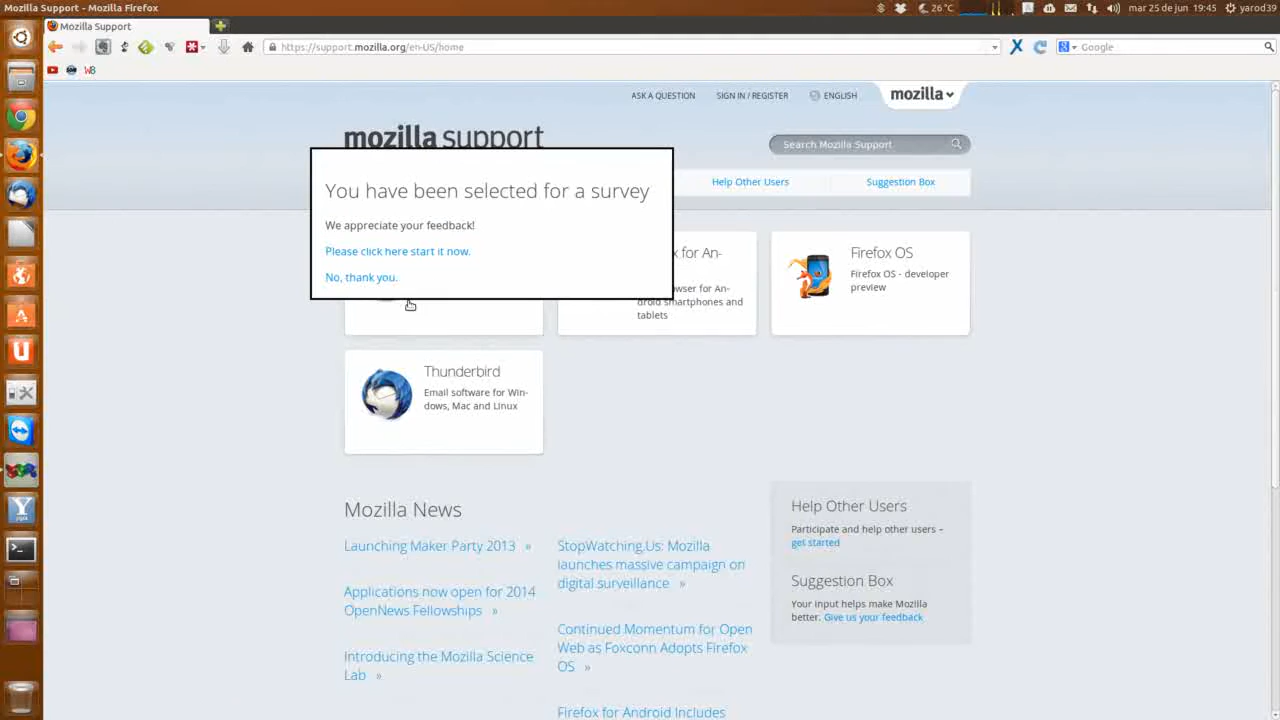 Mozilla Support - Mozilla Firefox
26°C
mar 25 de jun 19:45
yarod39
Mozilla Support
https://support.mozilla.org/en-US/home
Google
W8
ASK A QUESTION
SIGN IN / REGISTER
ENGLISH
mozilla
mozilla support
Search Mozilla Support
Help Other Users
Suggestion Box
You have been selected for a survey
We appreciate your feedback!
Please click here start it now.
No, thank you.
x for An-
wser for An-
droid smartphones and
tablets
Firefox OS
Firefox OS - developer
preview
Thunderbird
Email software for Win-
dows, Mac and Linux
Mozilla News
Launching Maker Party 2013 »
Applications now open for 2014
OpenNews Fellowships »
Introducing the Mozilla Science
Lab »
StopWatching.Us: Mozilla
launches massive campaign on
digital surveillance »
Continued Momentum for Open
Web as Foxconn Adopts Firefox
OS »
Firefox for Android Includes
Help Other Users
Participate and help other users –
get started
Suggestion Box
Your input helps make Mozilla
better. Give us your feedback